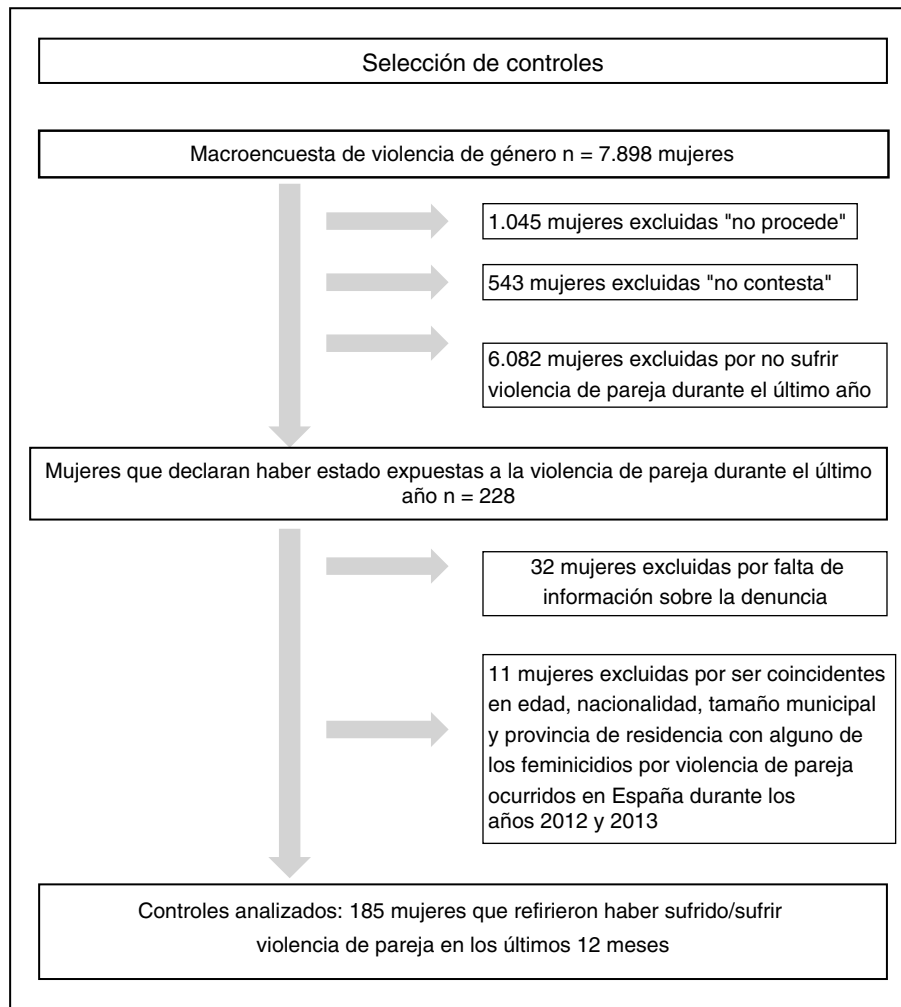 Selección de controles
Macroencuesta de violencia de género n = 7.898 mujeres
1.045 mujeres excluidas "no procede"
543 mujeres excluidas "no contesta"
6.082 mujeres excluidas por no sufrir
violencia de pareja durante el último año
Mujeres que declaran haber estado expuestas a la violencia de pareja durante el último
año n = 228
32 mujeres excluidas por falta de
información sobre la denuncia
11 mujeres excluidas por ser coincidentes
en edad, nacionalidad, tamaño municipal
y provincia de residencia con alguno de
los feminicidios por violencia de pareja
ocurridos en España durante los
años 2012 y 2013
Controles analizados: 185 mujeres que refirieron haber sufrido/sufrir
violencia de pareja en los últimos 12 meses